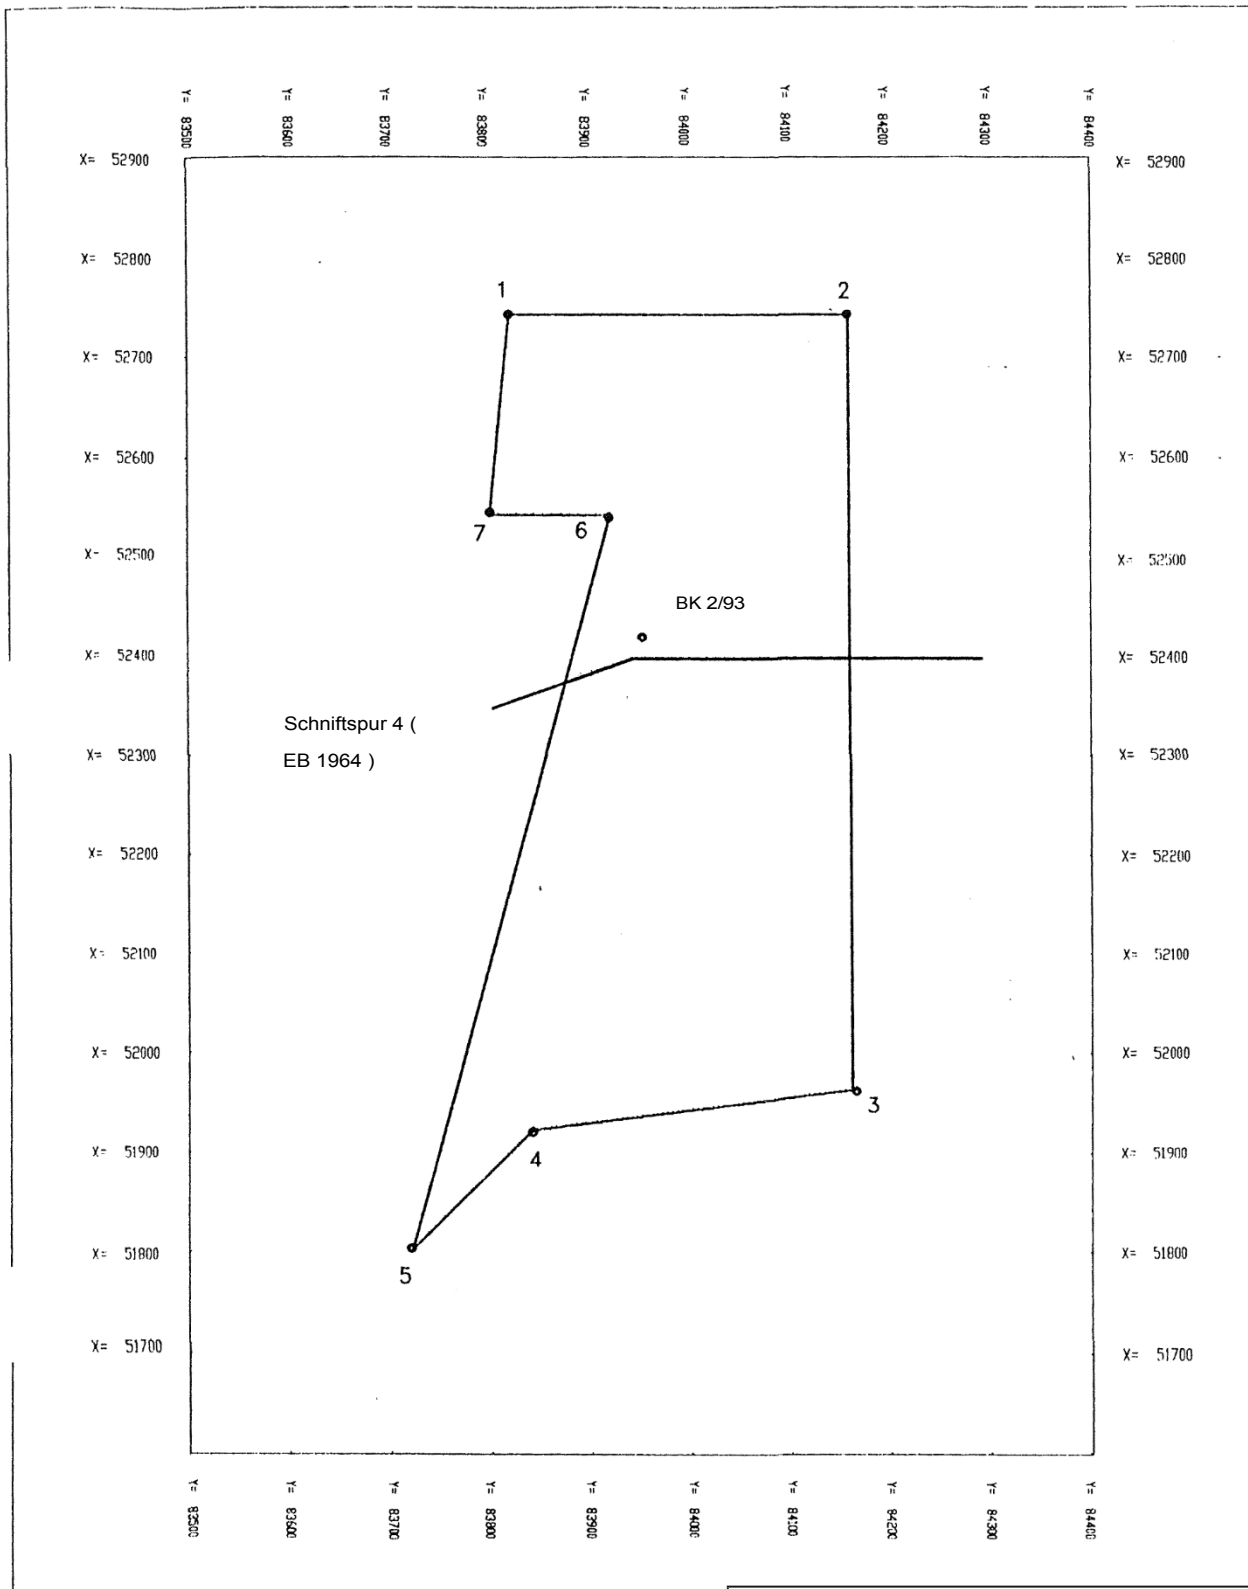 Y= 83500
Y= 83600
Y= 83700
Y= 83800
Y= 83900
Y= 84000
Y= 84100
Y= 84200
Y= 84300
Y= 84400
X= 52900
X= 52900
X= 52800
X= 52800
1
2
X= 52700
X= 52700
X= 52600
X= 52600
7
6
X= 52500
X= 52500
BK 2/93
X= 52400
X= 52400
Schniftspur 4 (
EB 1964 )
X= 52300
X= 52300
X= 52200
X= 52200
X= 52100
X= 52100
X= 52000
X= 52000
3
X= 51900
X= 51900
4
X= 51800
X= 51800
5
X= 51700
X= 51700
Y= 83500
Y= 83600
Y= 83700
Y= 83800
Y= 83900
Y= 84000
Y= 84100
Y= 84200
Y= 84300
Y= 84400